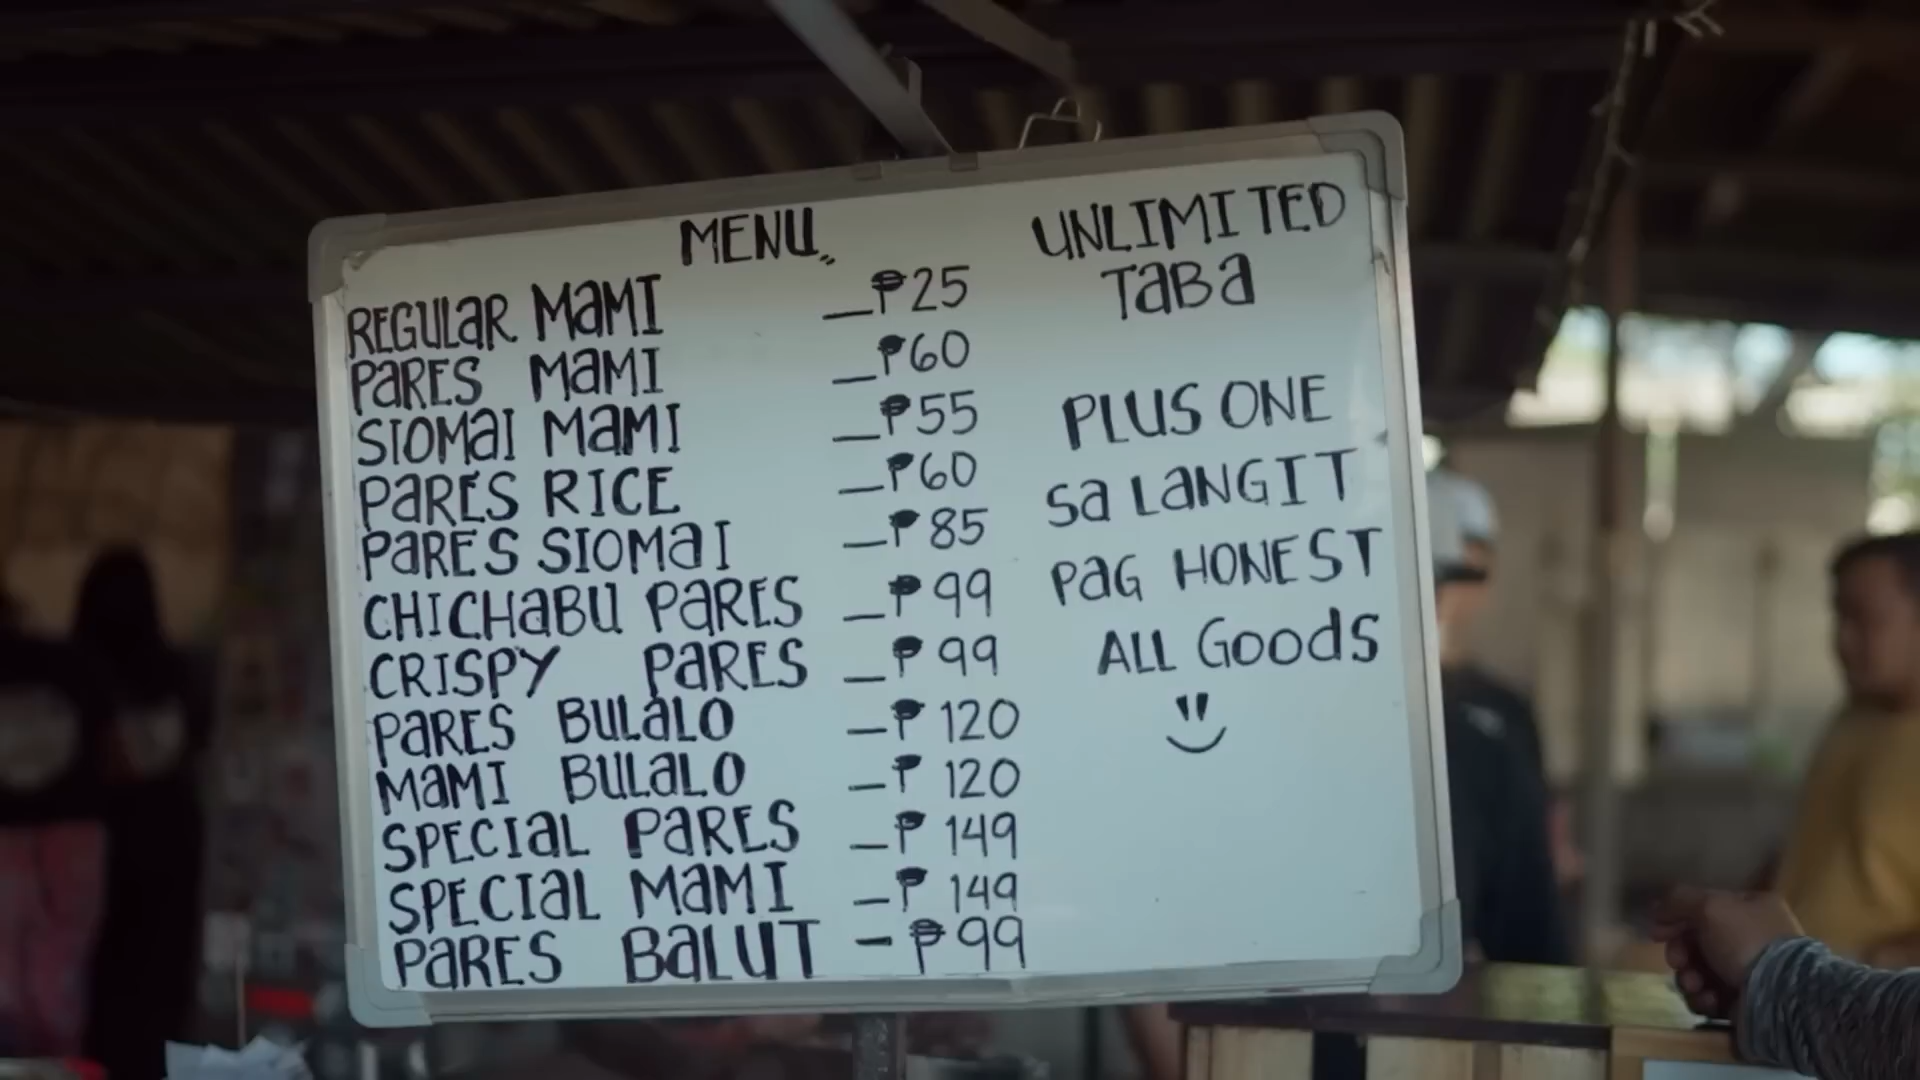 MENU..
REGULaR MaMI _₱25
PaRES MaMI _₱60
SIOMaI MaMI _₱55
PaRES RICE _₱60
PaRES SIOMaI _₱85
CHICHaBU PaRES _₱99
CRISPY PaRES _₱99
PaRES BULaLO _₱120
MaMI BULaLO _₱120
SPECIaL PaRES _₱149
SPECIaL MaMI _₱149
PaRES BaLUT - ₱99
UNLIMITED
TaBa
PLUS ONE
Sa LaNGIT
PaG HONEST
ALL GoodS